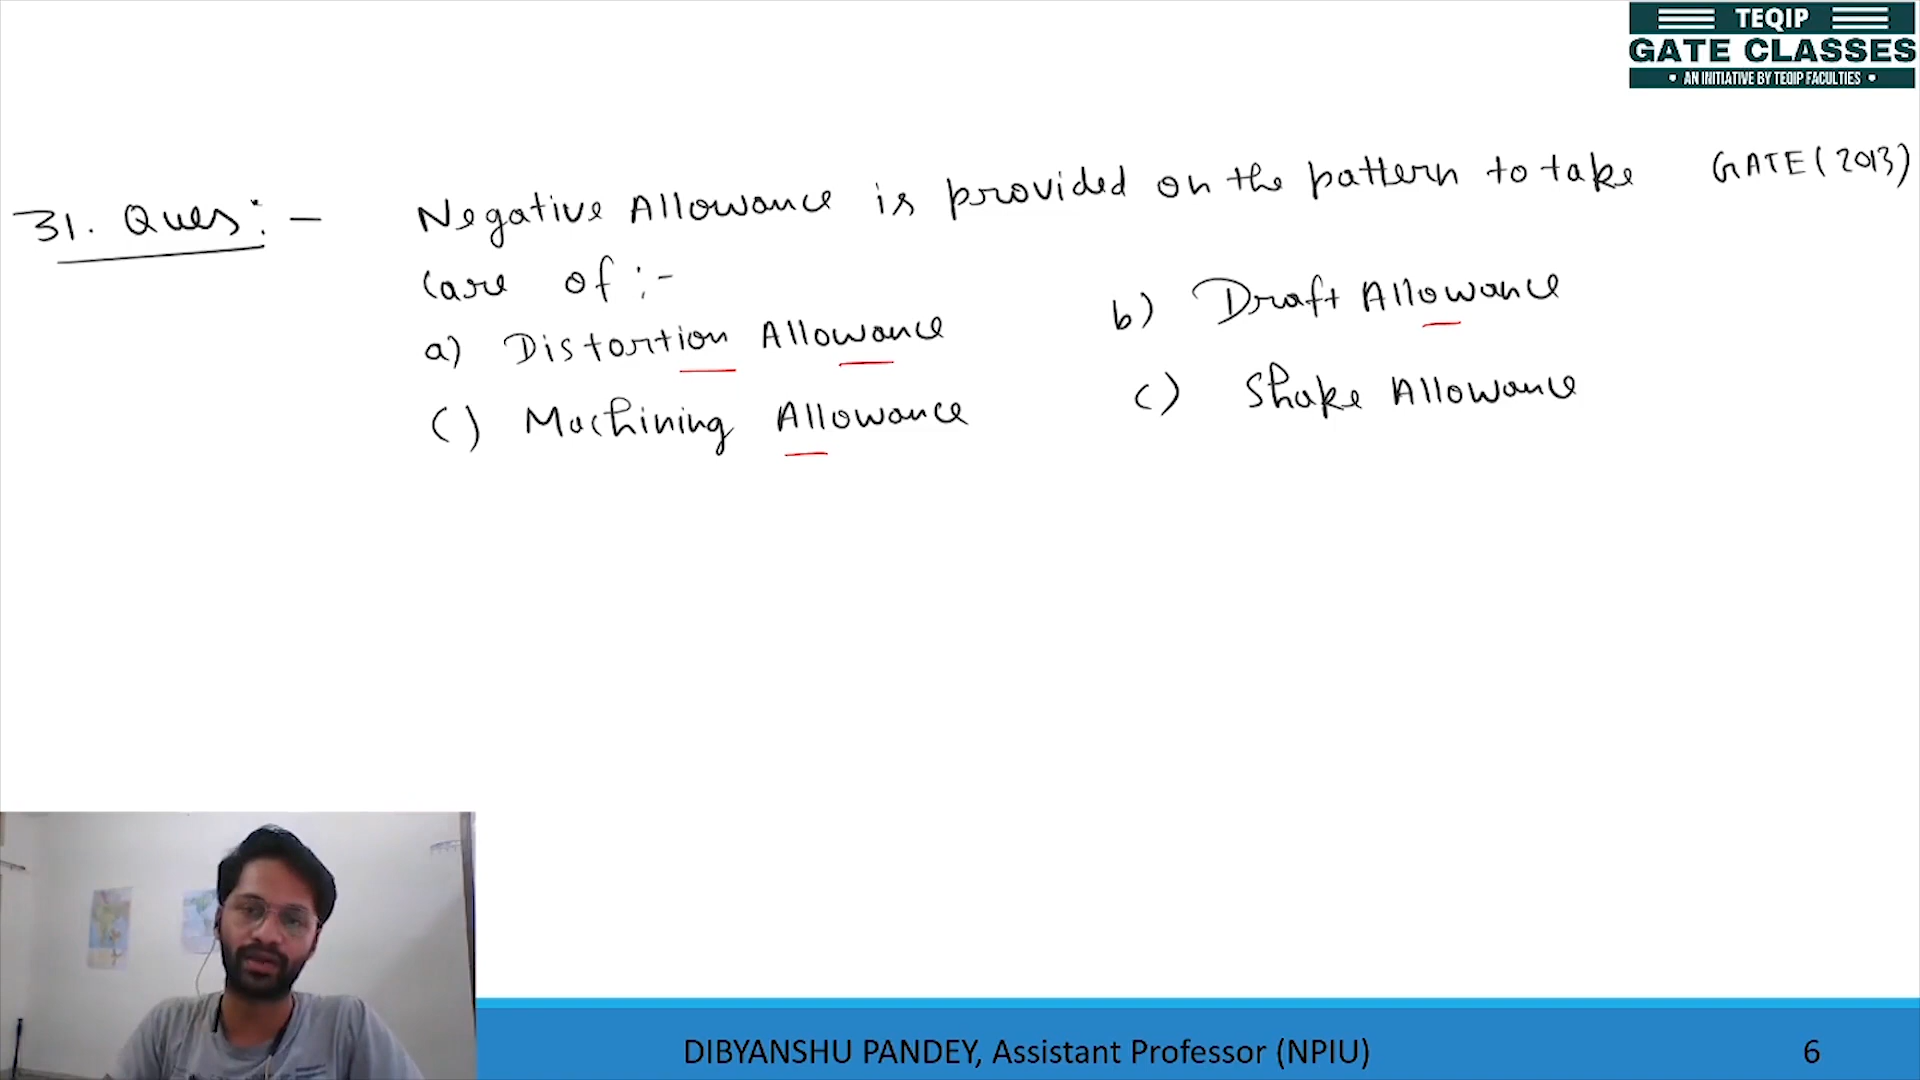 TEQIP
GATE CLASSES
• AN INITIATIVE BY TEQIP FACULTIES •
31. Ques:- Negative Allowance is provided on the pattern to take GATE(2013)
care of:-
a) Distortion Allowance b) Draft Allowance
c) Machining Allowance c) Shake Allowance
DIBYANSHU PANDEY, Assistant Professor (NPIU) 6